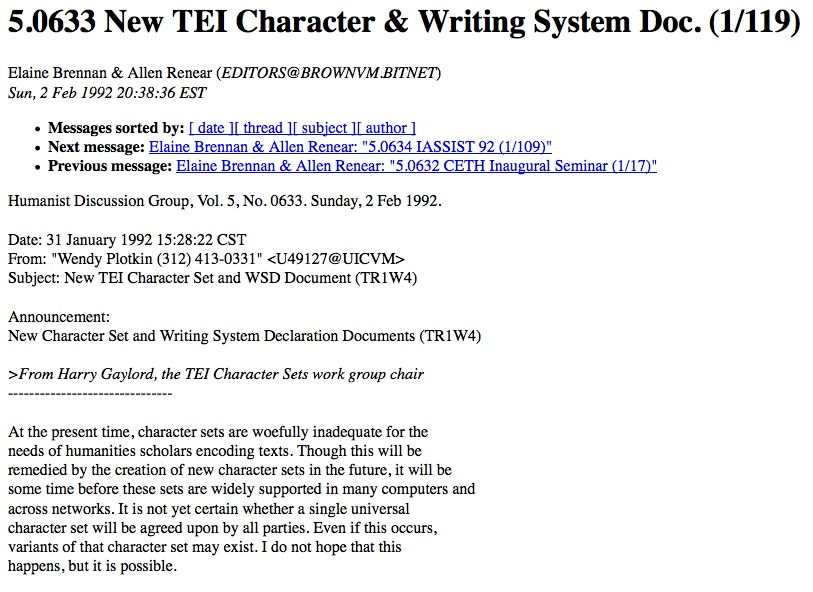 5.0633 New TEI Character & Writing System Doc. (1/119)
Elaine Brennan & Allen Renear (EDITORS@BROWNVM.BITNET)
Sun, 2 Feb 1992 20:38:36 EST
• Messages sorted by: [ date ][ thread ][ subject ][ author ]
• Next message: Elaine Brennan & Allen Renear: "5.0634 IASSIST 92 (1/109)"
• Previous message: Elaine Brennan & Allen Renear: "5.0632 CETH Inaugural Seminar (1/17)"
Humanist Discussion Group, Vol. 5, No. 0633. Sunday, 2 Feb 1992.
Date: 31 January 1992 15:28:22 CST
From: "Wendy Plotkin (312) 413-0331" <U49127@UICVM>
Subject: New TEI Character Set and WSD Document (TR1W4)
Announcement:
New Character Set and Writing System Declaration Documents (TR1W4)
>From Harry Gaylord, the TEI Character Sets work group chair
-------------------------------
At the present time, character sets are woefully inadequate for the
needs of humanities scholars encoding texts. Though this will be
remedied by the creation of new character sets in the future, it will be
some time before these sets are widely supported in many computers and
across networks. It is not yet certain whether a single universal
character set will be agreed upon by all parties. Even if this occurs,
variants of that character set may exist. I do not hope that this
happens, but it is possible.